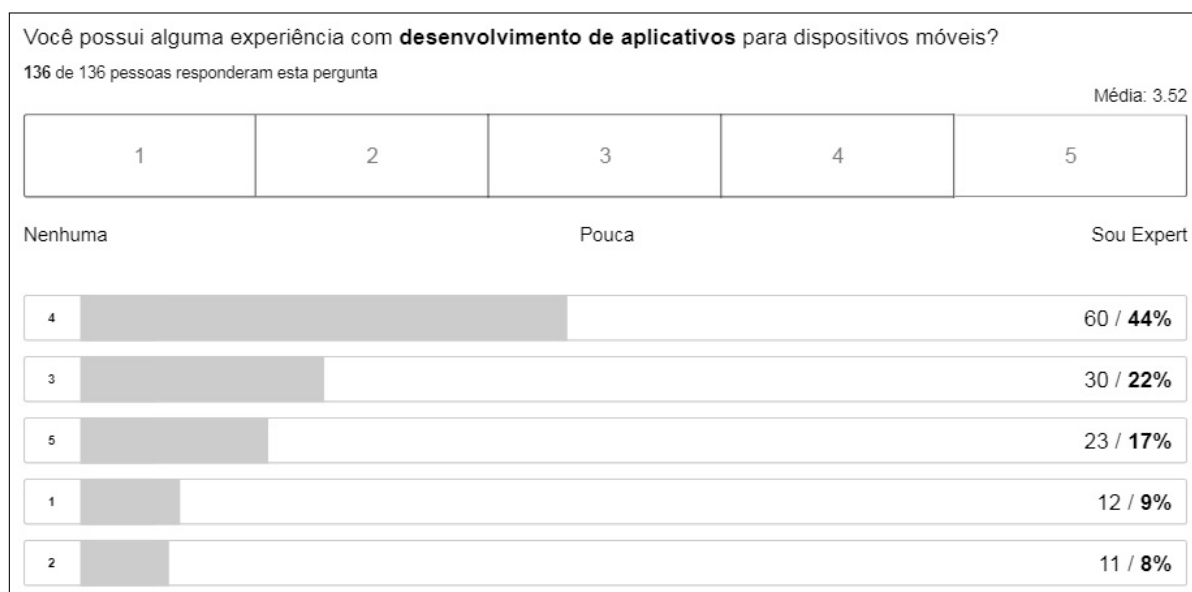 Você possui alguma experiência com desenvolvimento de aplicativos para dispositivos móveis?
136 de 136 pessoas responderam esta pergunta
Média: 3.52
1 2 3 4 5
Nenhuma Pouca Sou Expert
4 60 / 44%
3 30 / 22%
5 23 / 17%
1 12 / 9%
2 11 / 8%